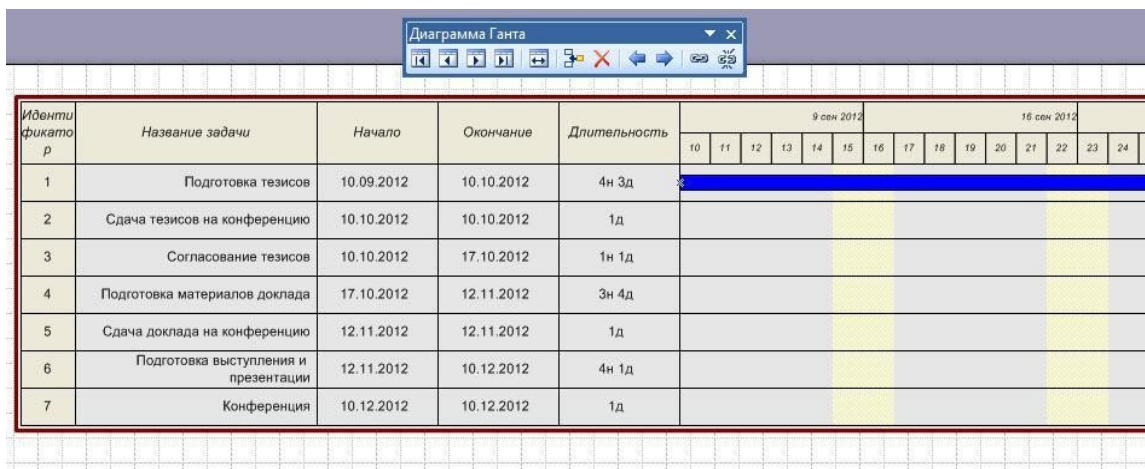 Диаграмма Ганта
Иденти
фикато
р
Название задачи
Начало
Окончание
Длительность
9 сен 2012
16 сен 2012
10 11 12 13 14 15 16 17 18 19 20 21 22 23 24
1 Подготовка тезисов 10.09.2012 10.10.2012 4н 3д
2 Сдача тезисов на конференцию 10.10.2012 10.10.2012 1д
3 Согласование тезисов 10.10.2012 17.10.2012 1н 1д
4 Подготовка материалов доклада 17.10.2012 12.11.2012 3н 4д
5 Сдача доклада на конференцию 12.11.2012 12.11.2012 1д
6 Подготовка выступления и
презентации 12.11.2012 10.12.2012 4н 1д
7 Конференция 10.12.2012 10.12.2012 1д